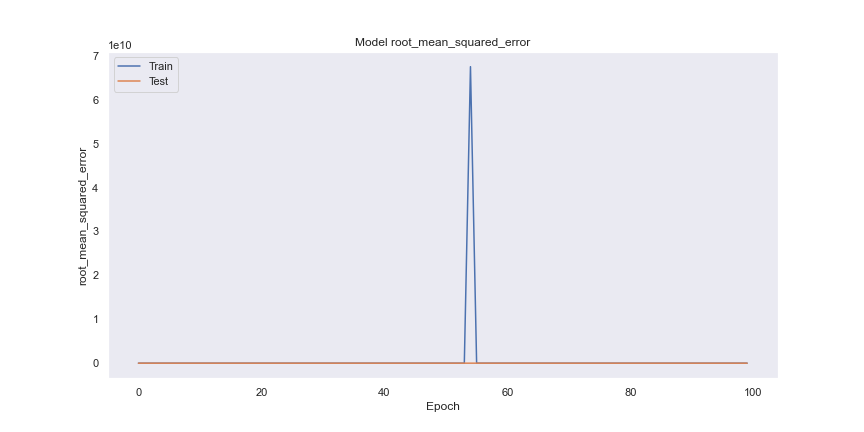 Model root_mean_squared_error
1e10
7
6
5
4
3
2
1
0
root_mean_squared_error
Train
Test
0 20 40 60 80 100
Epoch